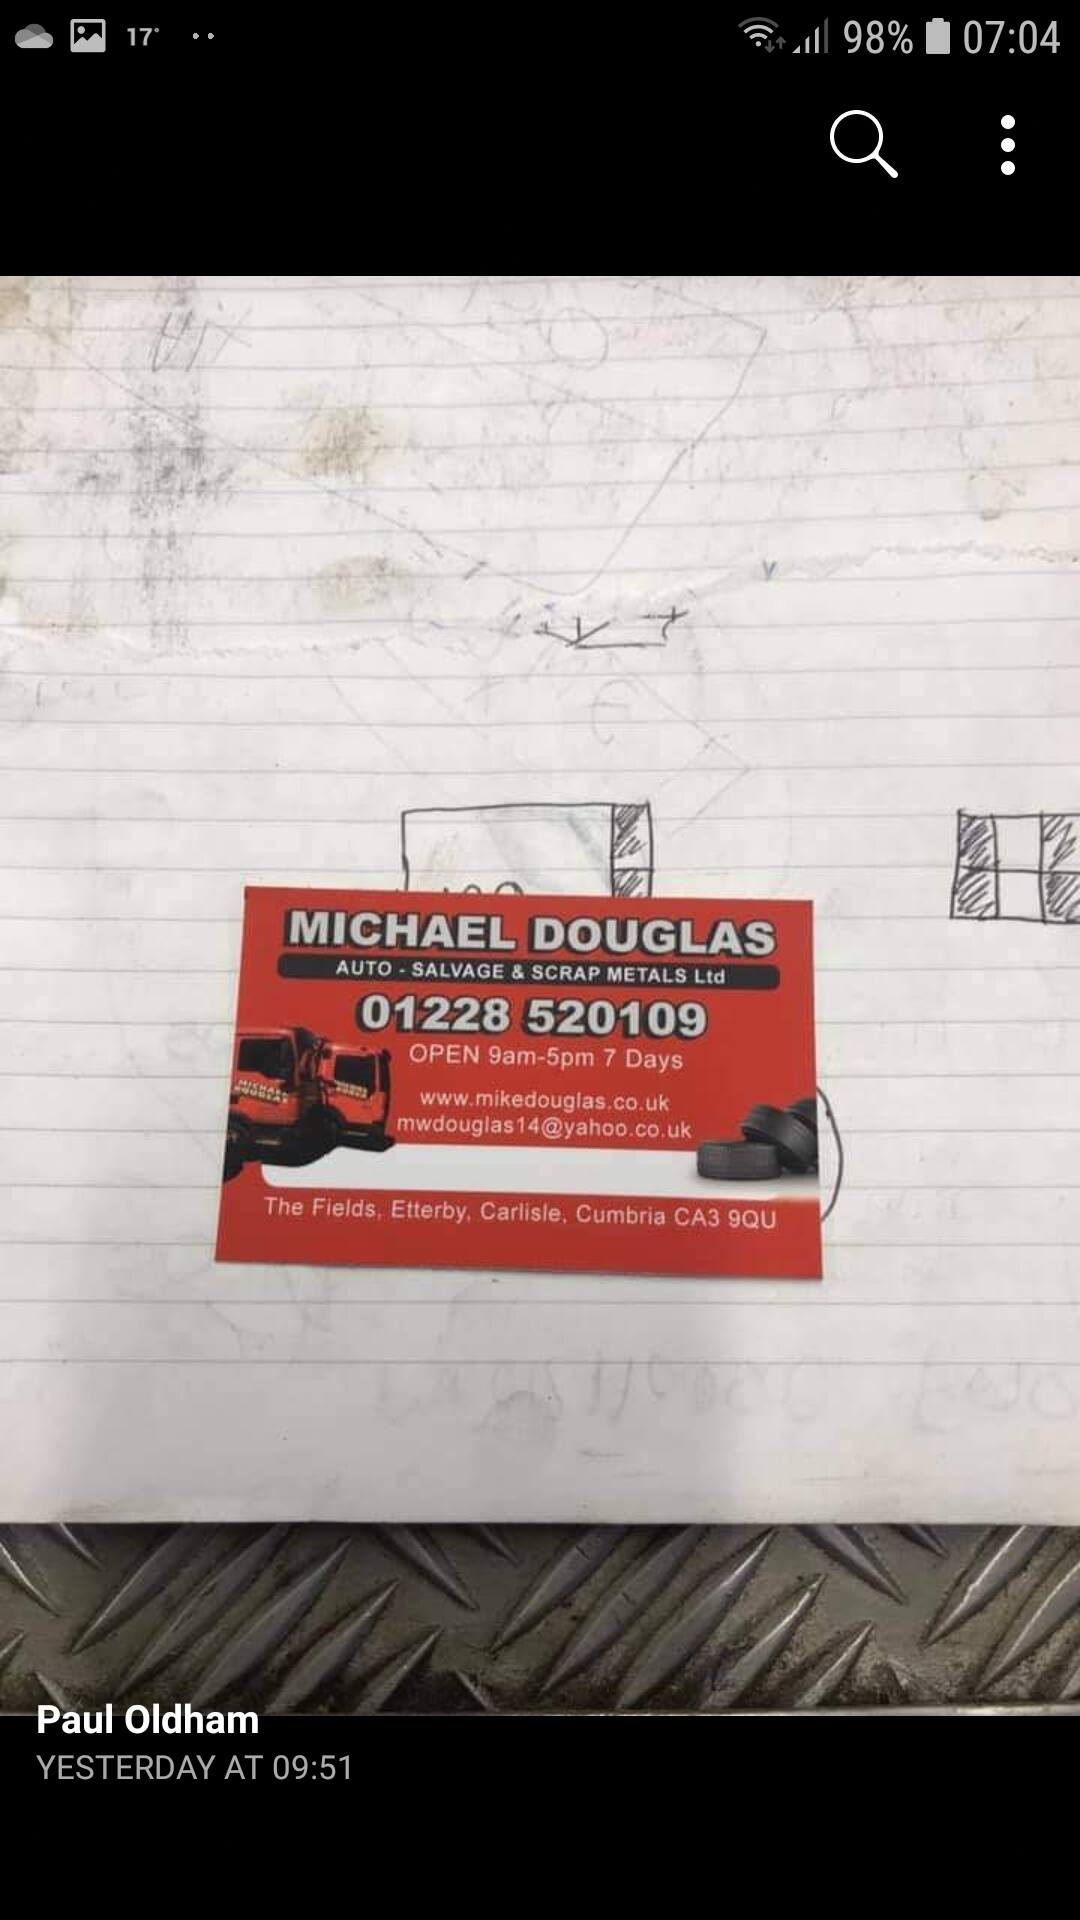 17°
98% 07:04
MICHAEL DOUGLAS
AUTO - SALVAGE & SCRAP METALS Ltd
01228 520109
OPEN 9am-5pm 7 Days
www.mikedouglas.co.uk
mwdouglas14@yahoo.co.uk
MICHAEL
DOUGLAS
The Fields, Etterby, Carlisle, Cumbria CA3 9QU
Paul Oldham
YESTERDAY AT 09:51